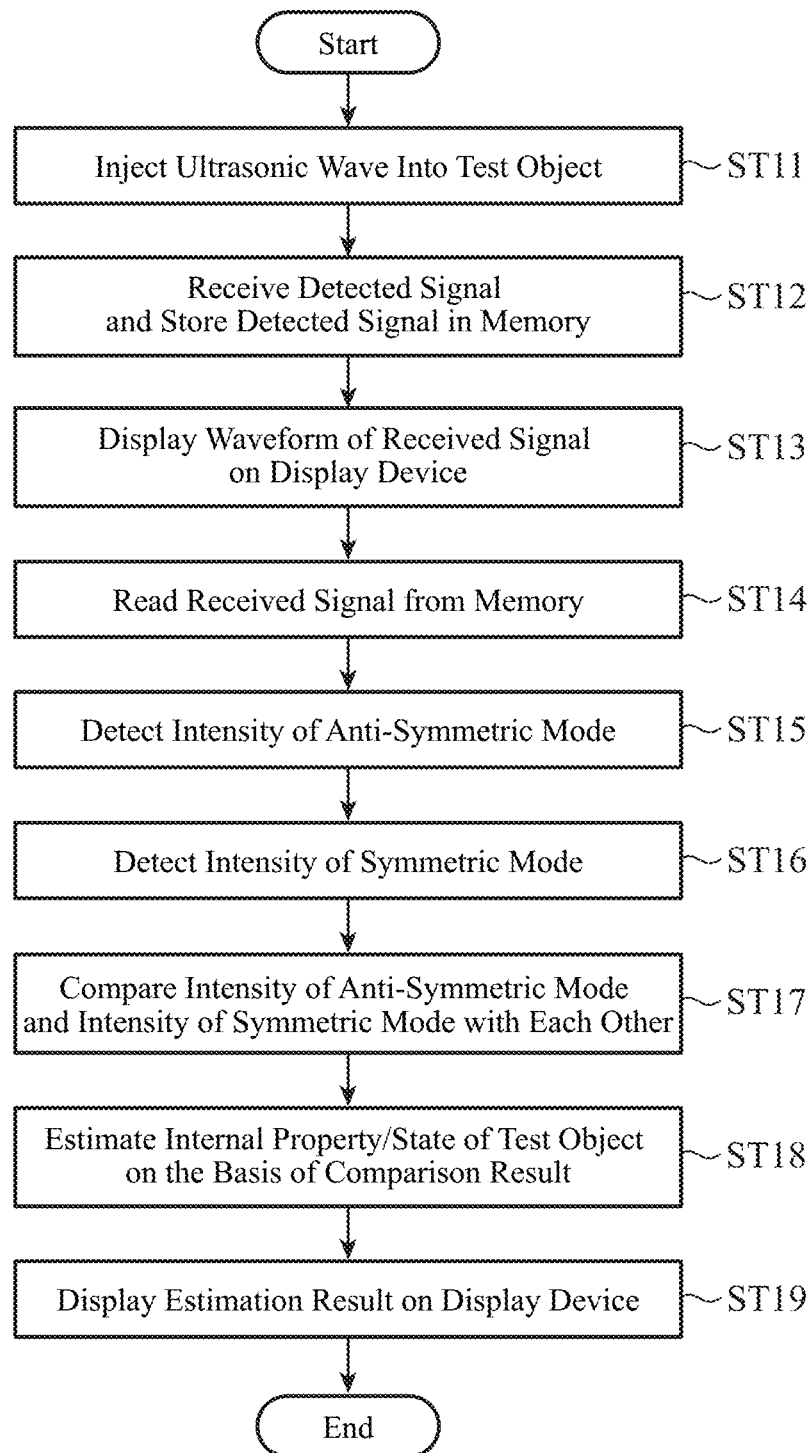 Start
Inject Ultrasonic Wave Into Test Object
ST11
Receive Detected Signal
and Store Detected Signal in Memory
ST12
Display Waveform of Received Signal
on Display Device
ST13
Read Received Signal from Memory
ST14
Detect Intensity of Anti-Symmetric Mode
ST15
Detect Intensity of Symmetric Mode
ST16
Compare Intensity of Anti-Symmetric Mode
and Intensity of Symmetric Mode with Each Other
ST17
Estimate Internal Property/State of Test Object
on the Basis of Comparison Result
ST18
Display Estimation Result on Display Device
ST19
End